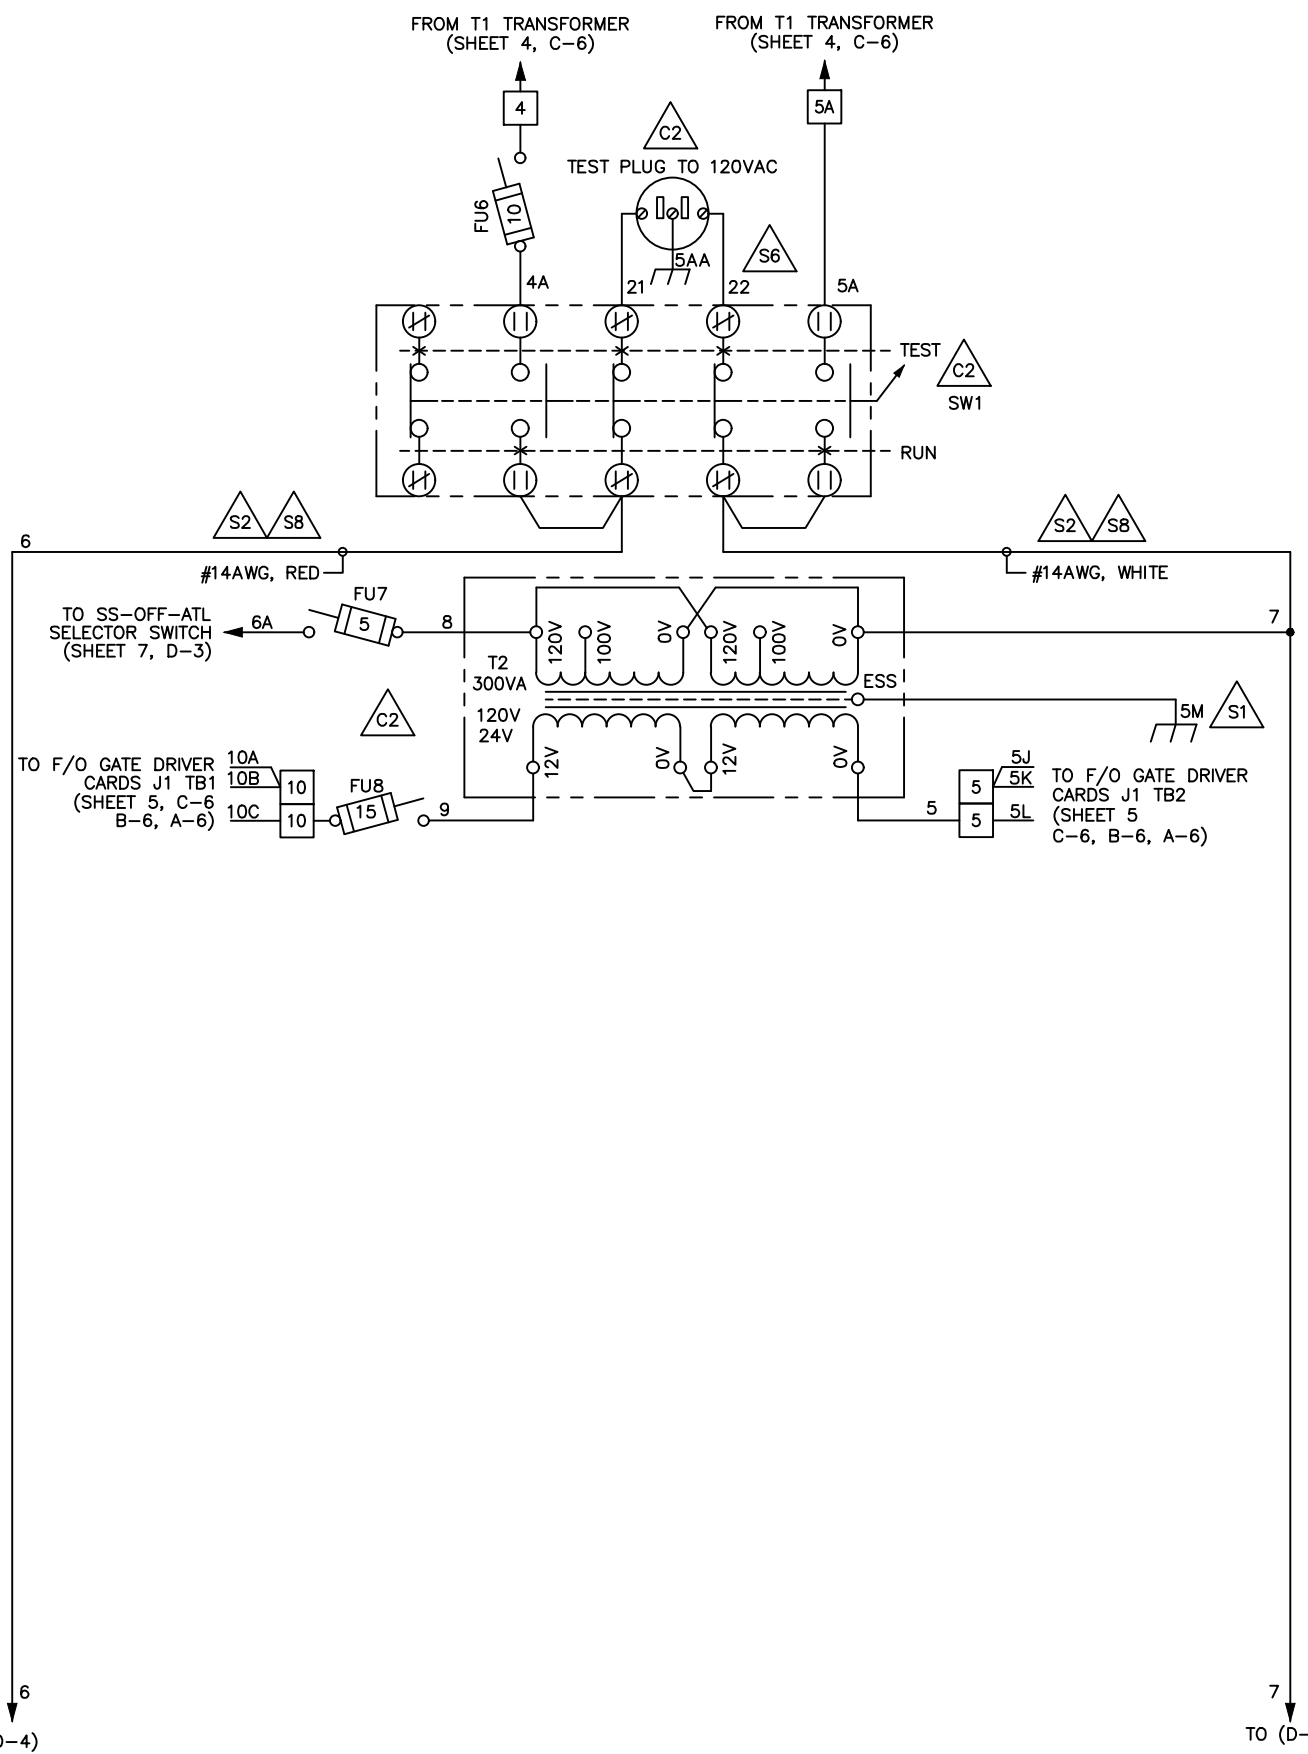 FROM T1 TRANSFORMER
(SHEET 4, C-6)
FROM T1 TRANSFORMER
(SHEET 4, C-6)
4
5A
C2
TEST PLUG TO 120VAC
FU6
10
S6
5AA
4A
21
22
5A
TEST
C2
SW1
RUN
S2
S8
S2
S8
6
#14AWG, RED
#14AWG, WHITE
FU7
TO SS-OFF-ATL
SELECTOR SWITCH
(SHEET 7, D-3)
6A
5
8
7
120V
100V
0V
120V
100V
0V
T2
300VA
ESS
C2
120V
24V
5M
S1
12V
0V
12V
0V
TO F/O GATE DRIVER
CARDS J1 TB1
(SHEET 5, C-6
B-6, A-6)
10A
10B
10C
10
10
FU8
15
9
5
5
5
5J
5K
5L
TO F/O GATE DRIVER
CARDS J1 TB2
(SHEET 5
C-6, B-6, A-6)
6
7
-4)
TO (D-